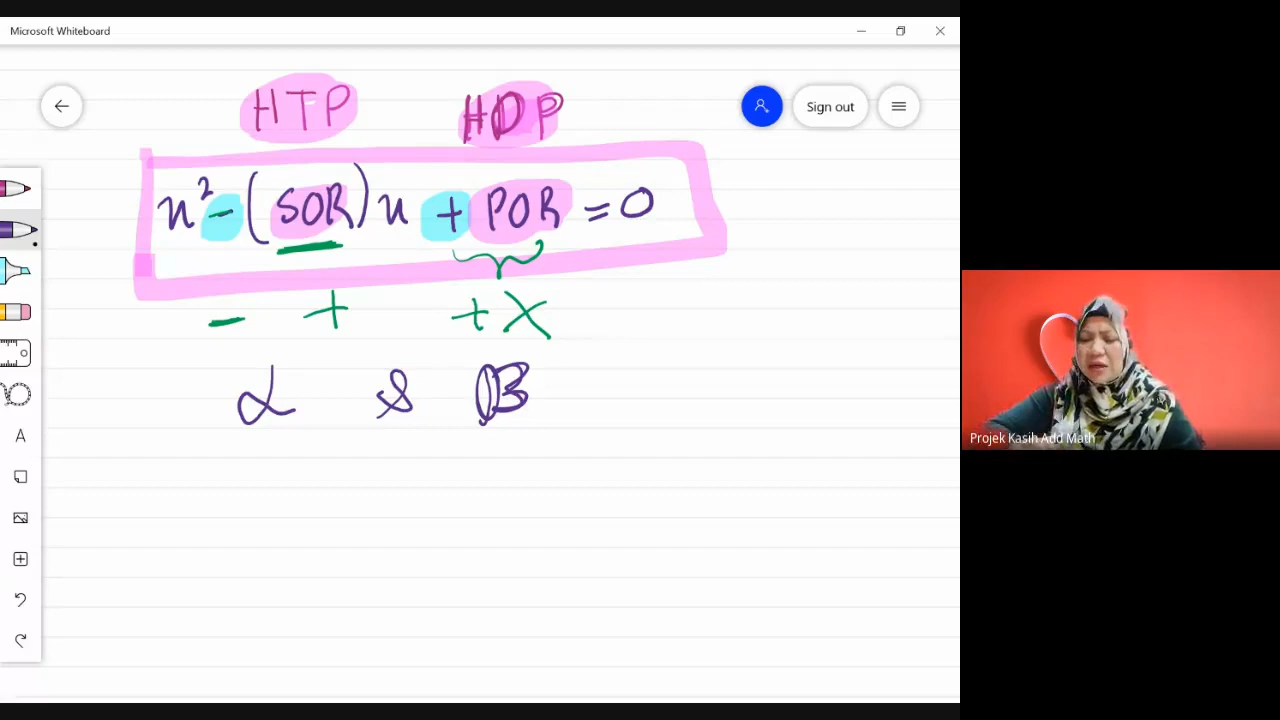 Microsoft Whiteboard
Sign out
HTP HDP
x² - (SOR)x + POR = 0
- + + x
α & β
A
Projek Kasih Add Math